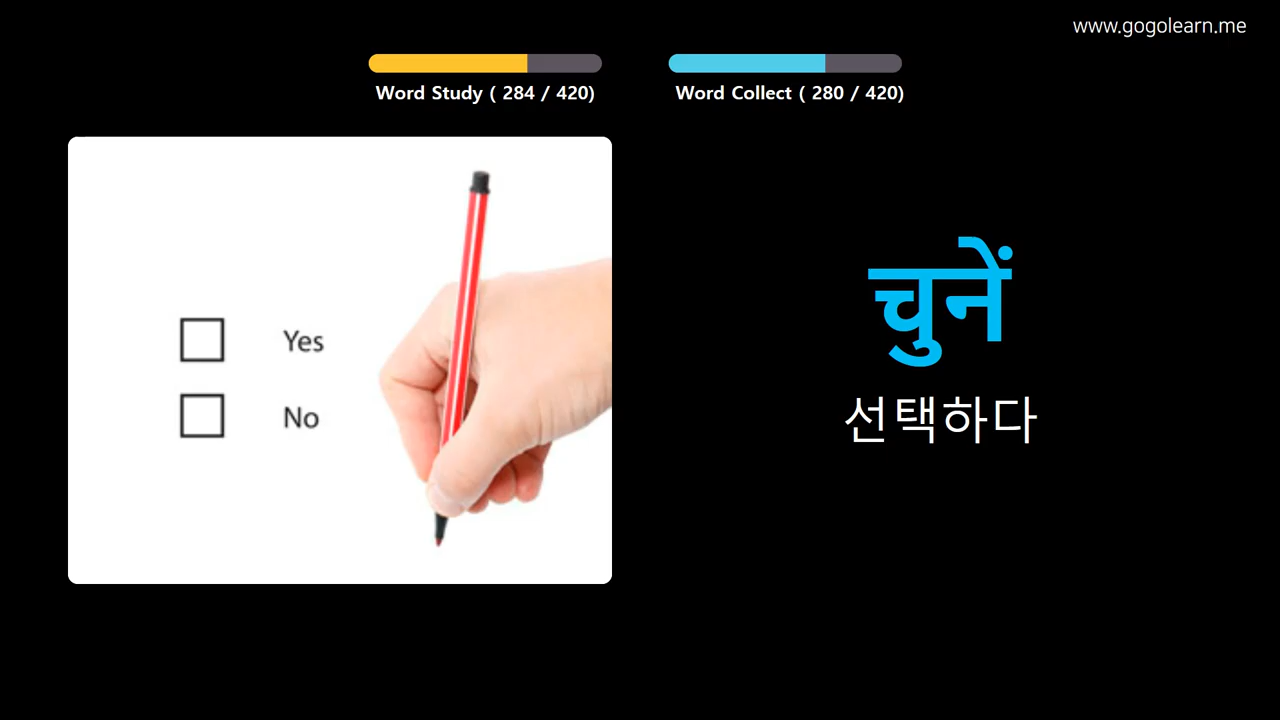 www.gogolearn.me
Word Study ( 284 / 420)
Word Collect ( 280 / 420)
Yes
No
चुनें
선택하다